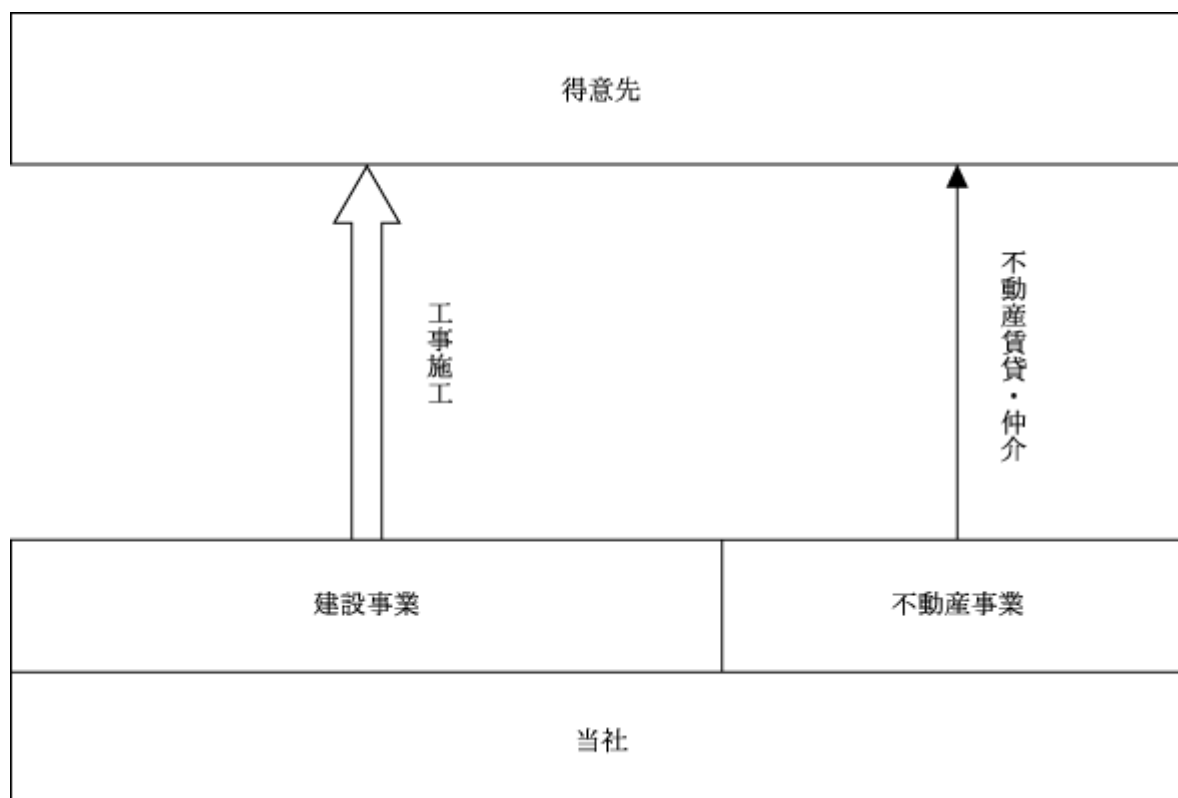 得意先
工事施工
不動産賃貸・仲介
建設事業
不動産事業
当社